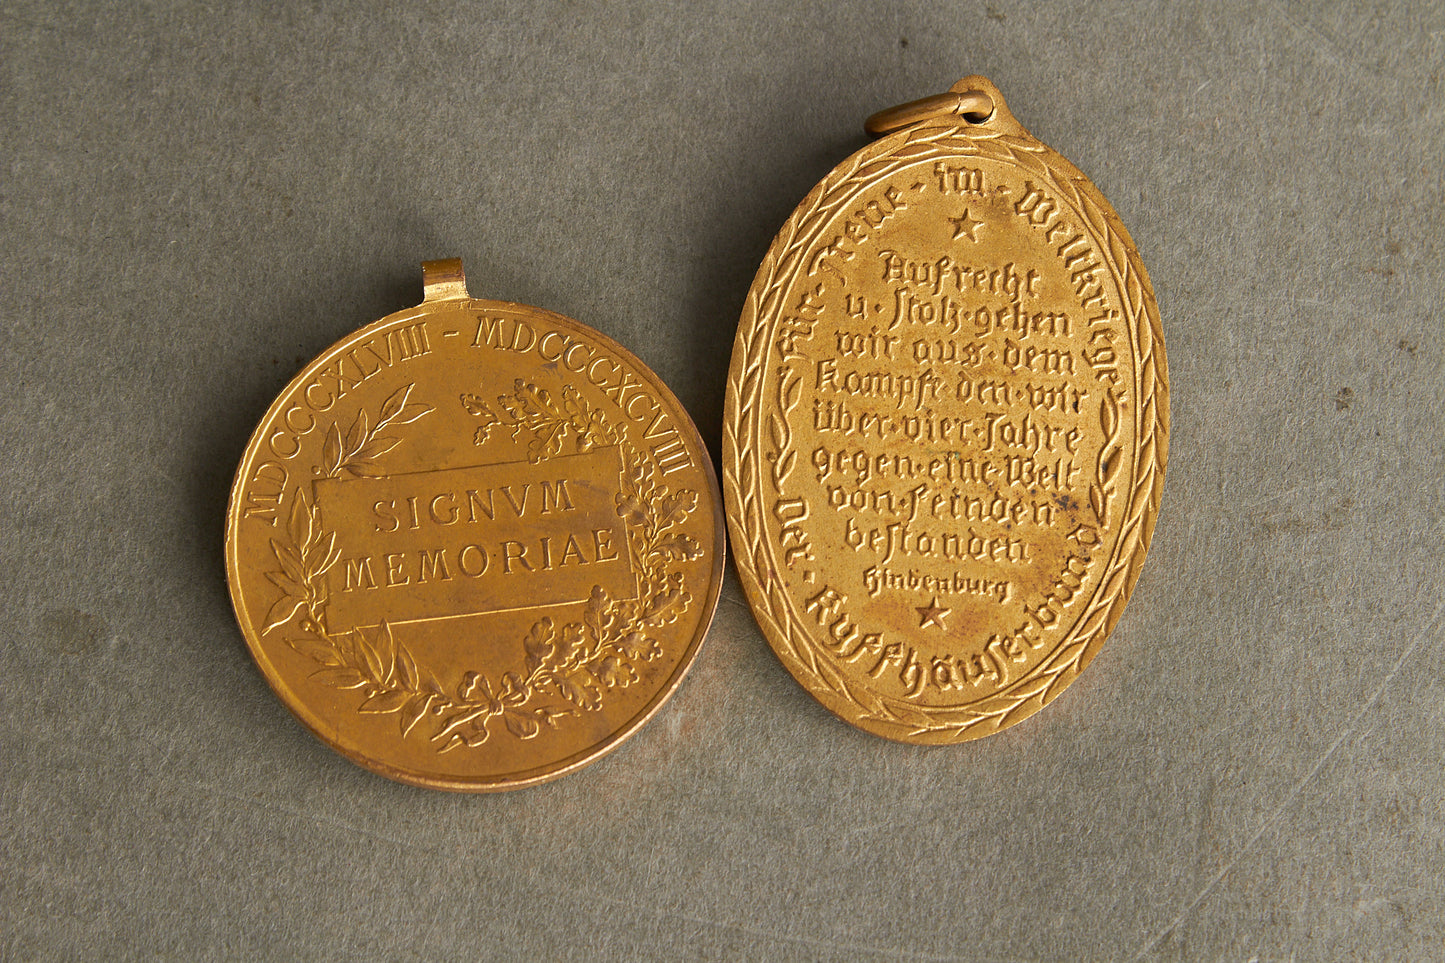 MDCCCXLVIII - MDCCCXCVIII
SIGNVM
MEMORIAE
Für · Treue · im · Weltkriege
Aufrecht
u · stolz · gehen
wir aus · dem
Kampfe den · wir
über · vier · Jahre
gegen · eine · Welt
von · Feinden
bestanden
Hindenburg
Der · Kyffhäuserbund